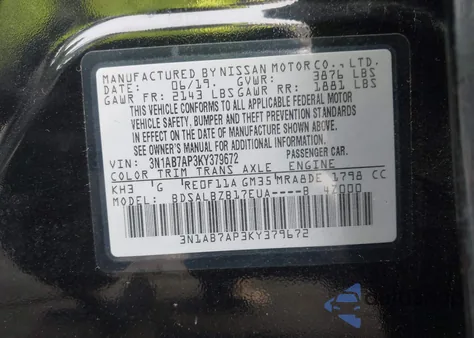 MANUFACTURED BY NISSAN MOTOR CO., LTD.
DATE: 06/19. GVWR: 3876 LBS
GAWR FR: 2143 LBS GAWR RR: 1881 LBS
THIS VEHICLE CONFORMS TO ALL APPLICABLE FEDERAL MOTOR
VEHICLE SAFETY, BUMPER AND THEFT PREVENTION STANDARDS
IN EFFECT ON THE DATE OF MANUFACTURE SHOWN ABOVE.
SEE OWNER'S MANUAL FOR ADDITIONAL INFORMATION
VIN: 3N1AB7AP3KY379672 PASSENGER CAR.
COLOR TRIM TRANS AXLE ENGINE
KH3 'G 'RE0F11A GM35 MRA8DE 1798 CC
MODEL: BDSALBZB17EUA----B 4Z000
3N1AB7AP3KY379672